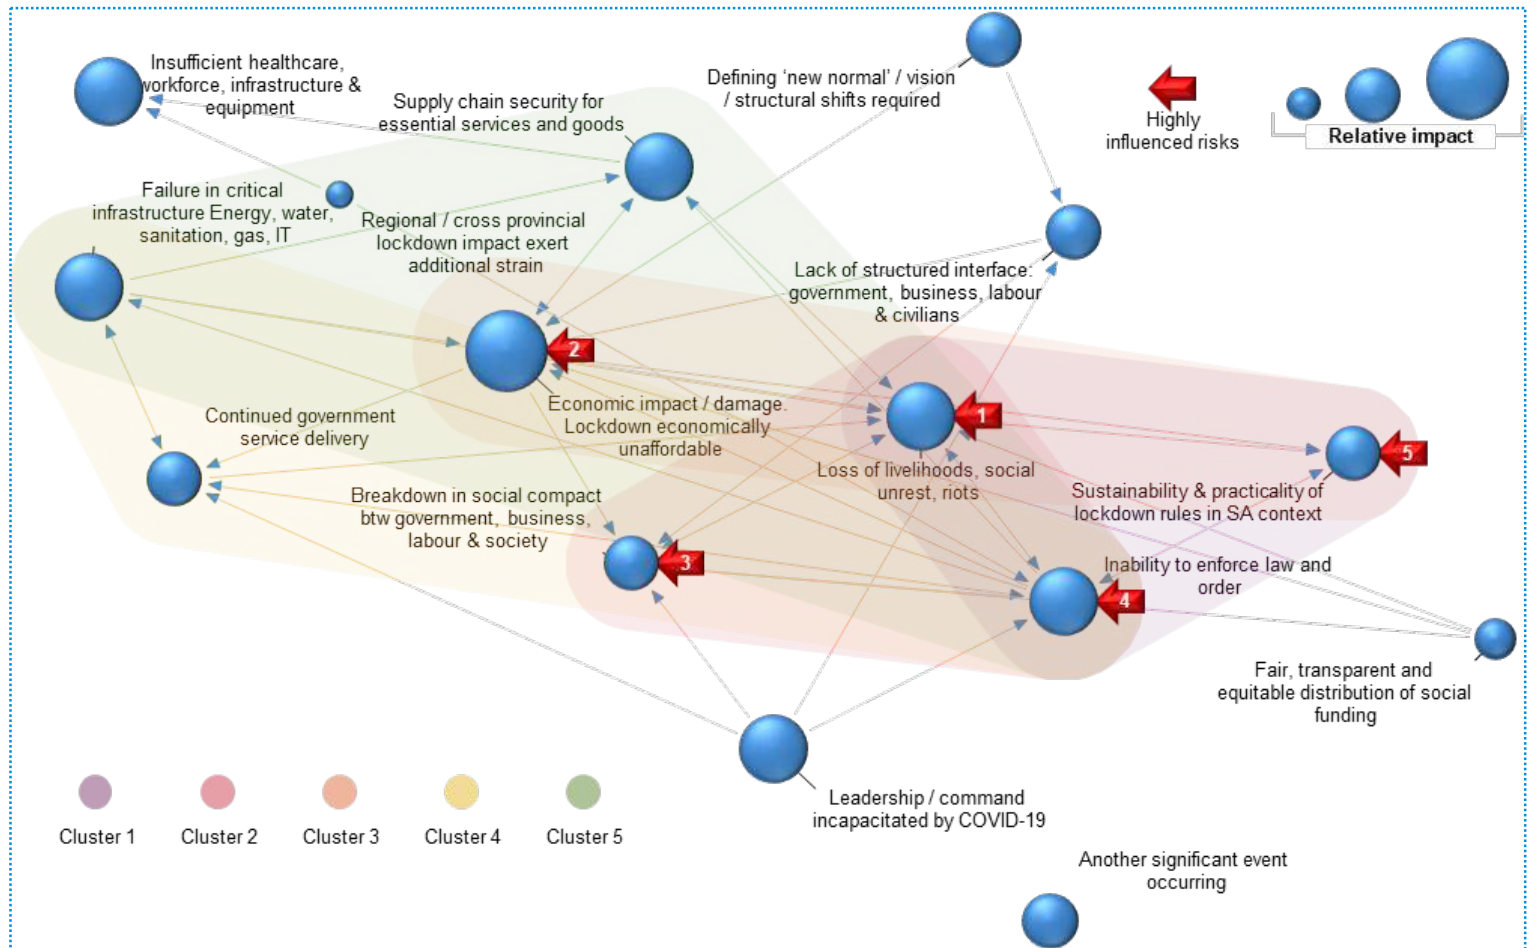 Insufficient healthcare,
workforce, infrastructure &
equipment
Supply chain security for
essential services and goods
Defining ‘new normal’ / vision
/ structural shifts required
Highly
influenced risks
Relative impact
Failure in critical
infrastructure Energy, water,
sanitation, gas, IT
Regional / cross provincial
lockdown impact exert
additional strain
Lack of structured interface:
government, business, labour
& civilians
2
Economic impact / damage.
Lockdown economically
unaffordable
1
Loss of livelihoods, social
unrest, riots
5
Sustainability & practicality of
lockdown rules in SA context
Continued government
service delivery
Breakdown in social compact
btw government, business,
labour & society
3
Inability to enforce law and
order
4
Fair, transparent and
equitable distribution of social
funding
Leadership / command
incapacitated by COVID-19
Cluster 1
Cluster 2
Cluster 3
Cluster 4
Cluster 5
Another significant event
occurring